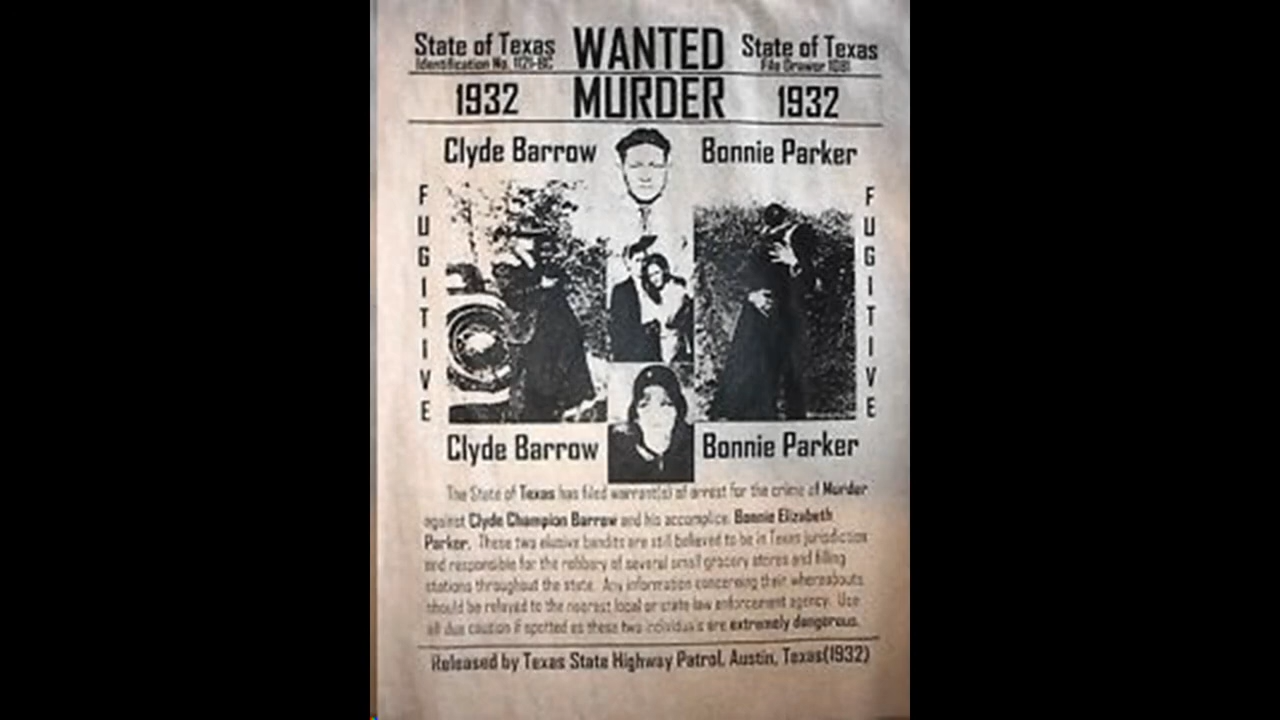 State of Texas WANTED State of Texas
Identification No. 1171-BC File Drawer 1081
1932 MURDER 1932
Clyde Barrow Bonnie Parker
FUGITIVE FUGITIVE
Clyde Barrow Bonnie Parker
The State of Texas has filed warrant(s) of arrest for the crime of Murder
against Clyde Champion Barrow and his accomplice, Bonnie Elizabeth
Parker. These two elusive bandits are still believed to be in Texas jurisdiction
and responsible for the robbery of several small grocery stores and filling
stations throughout the state. Any information concerning their whereabouts
should be relayed to the nearest local or state law enforcement agency. Use
all due caution if spotted as these two individuals are extremely dangerous.
Released by Texas State Highway Patrol, Austin, Texas(1932)